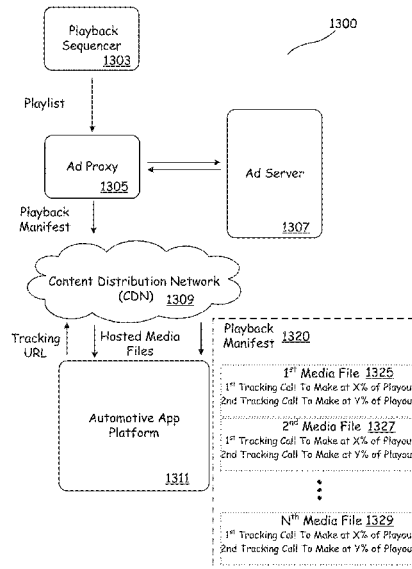 1300
Playback
Sequencer
1303
Playlist
Ad Proxy
1305
Ad Server
1307
Playback
Manifest
Content Distribution Network
(CDN) 1309
Tracking
URL
Hosted Media
Files
Automotive App
Platform
1311
Playback
Manifest 1320
1st Media File 1325
1st Tracking Call To Make at X% of Playou
2nd Tracking Call To Make at Y% of Playou
2nd Media File 1327
1st Tracking Call To Make at X% of Playou
2nd Tracking Call To Make at Y% of Playou
Nth Media File 1329
1st Tracking Call To Make at X% of Playou
2nd Tracking Call To Make at Y% of Playou